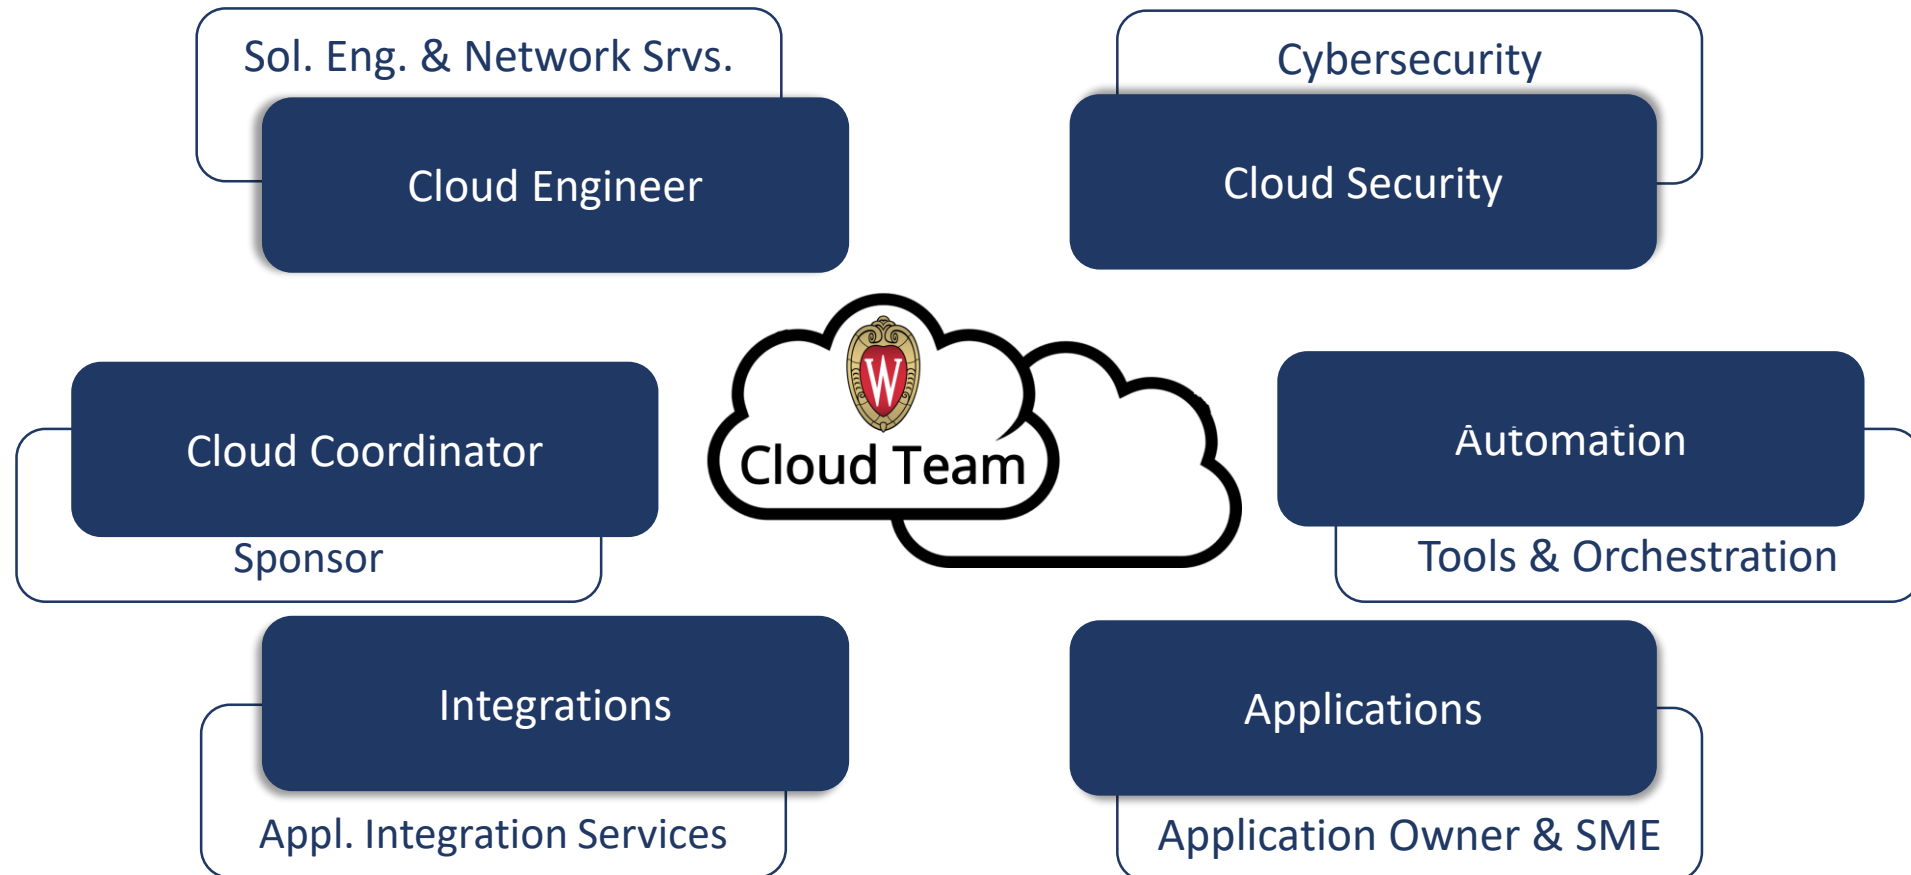 Sol. Eng. & Network Srvs.
Cloud Engineer
Cybersecurity
Cloud Security
Cloud Coordinator
Sponsor
W
Cloud Team
Automation
Tools & Orchestration
Integrations
Appl. Integration Services
Applications
Application Owner & SME